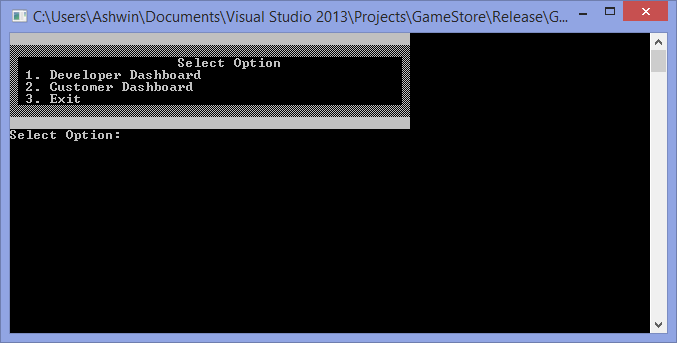 C:\Users\Ashwin\Documents\Visual Studio 2013\Projects\GameStore\Release\G...
Select Option
1. Developer Dashboard
2. Customer Dashboard
3. Exit
Select Option: